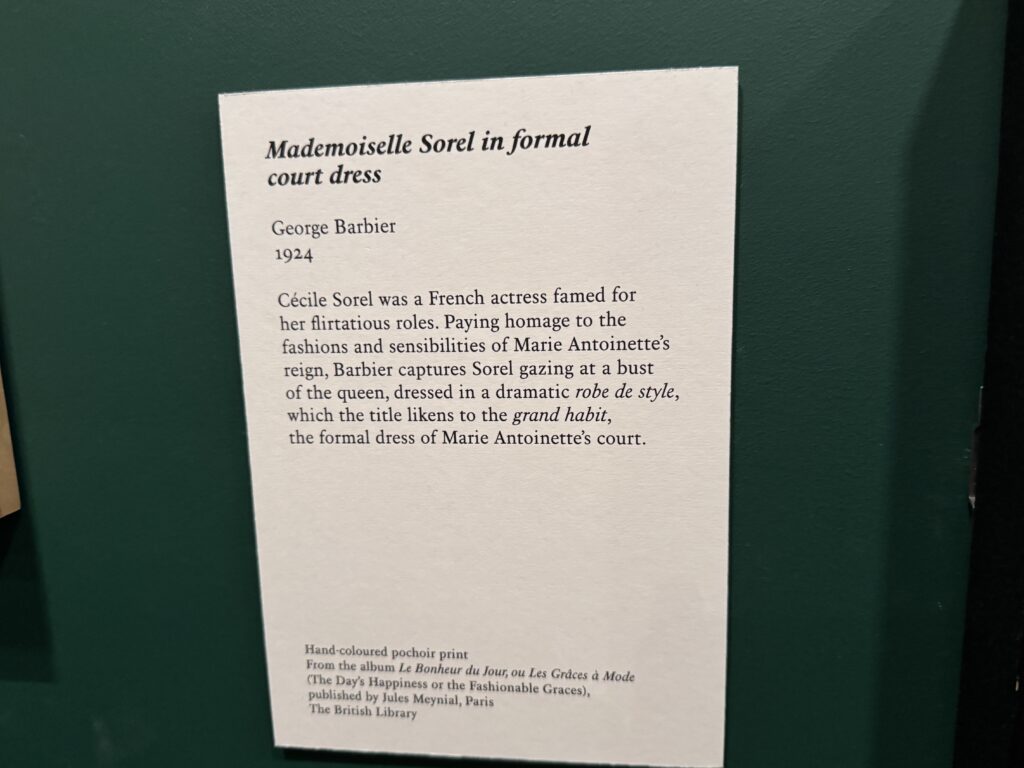 Mademoiselle Sorel in formal
court dress
George Barbier
1924
Cécile Sorel was a French actress famed for
her flirtatious roles. Paying homage to the
fashions and sensibilities of Marie Antoinette’s
reign, Barbier captures Sorel gazing at a bust
of the queen, dressed in a dramatic robe de style,
which the title likens to the grand habit,
the formal dress of Marie Antoinette’s court.
Hand-coloured pochoir print
From the album Le Bonheur du Jour, ou Les Grâces à Mode
(The Day’s Happiness or the Fashionable Graces),
published by Jules Meynial, Paris
The British Library